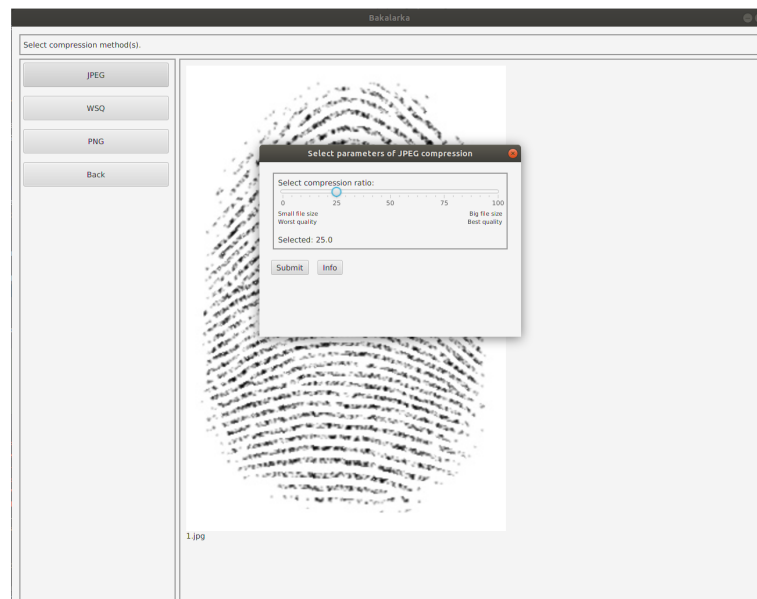 Bakalarka
Select compression method(s).
JPEG
WSQ
PNG
Back
Select parameters of JPEG compression
Select compression ratio:
0 25 50 75 100
Small file size Big file size
Worst quality Best quality
Selected: 25.0
Submit Info
1.jpg